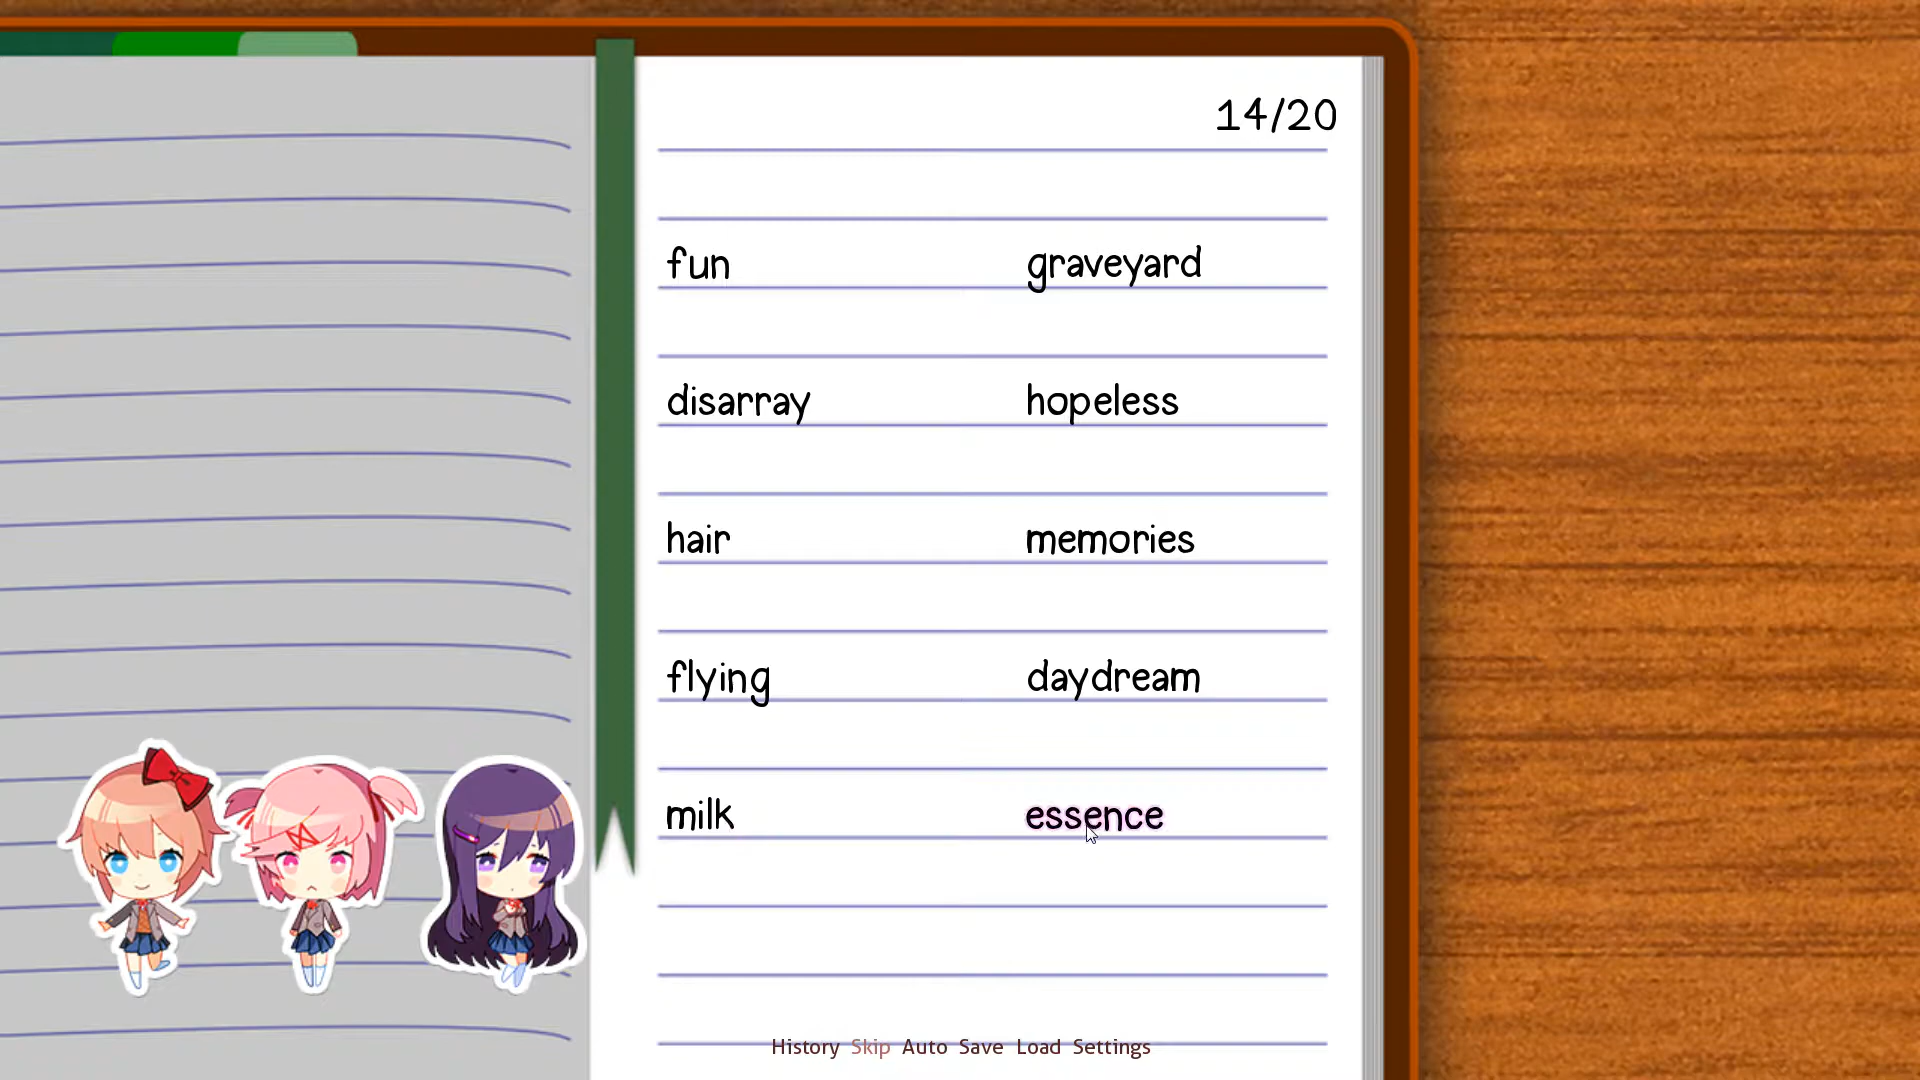 14/20
fun graveyard
disarray hopeless
hair memories
flying daydream
milk essence
History Skip Auto Save Load Settings